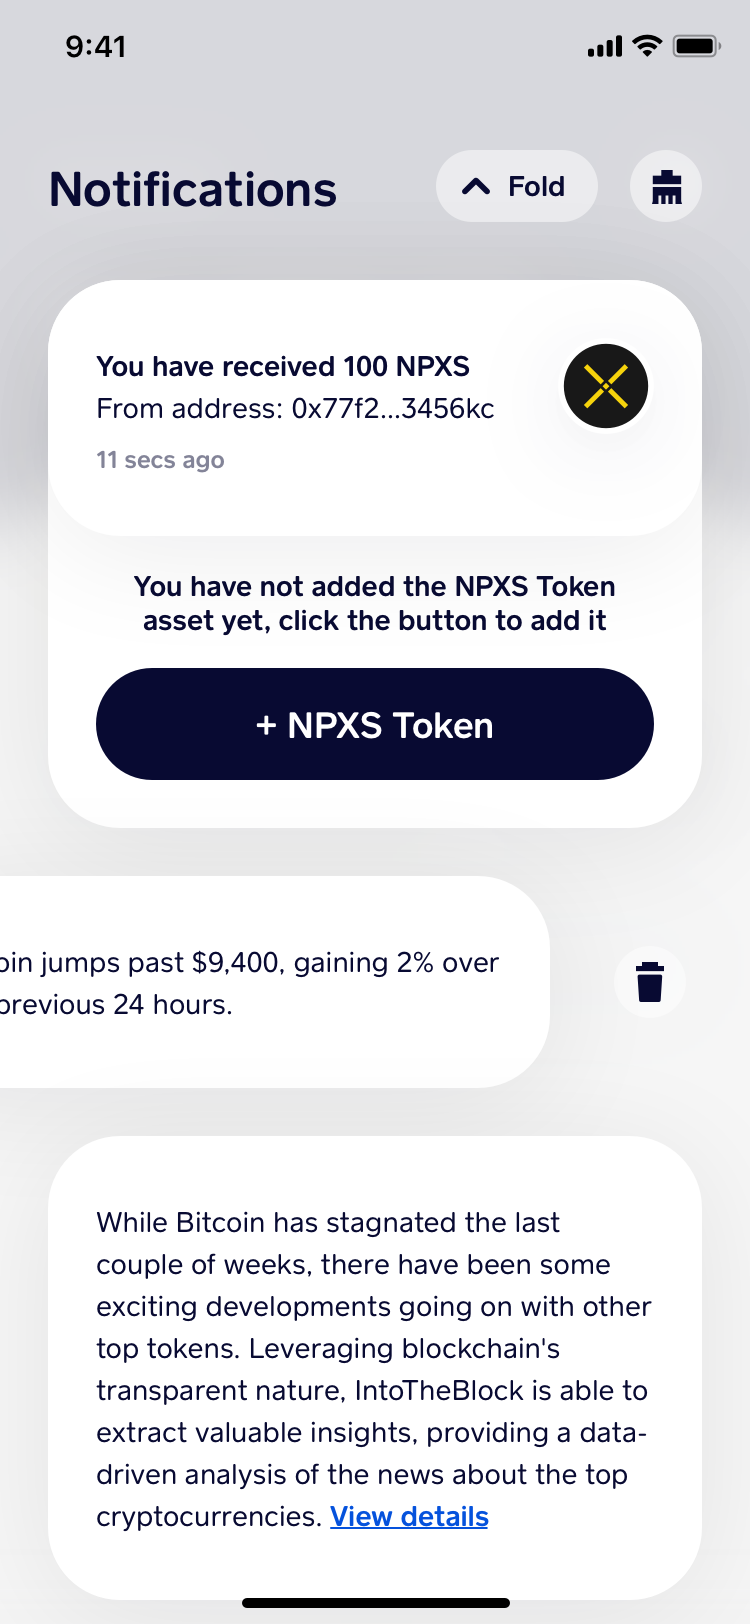 9:41
Notifications
Fold
You have received 100 NPXS
From address: 0x77f2...3456kc
11 secs ago
You have not added the NPXS Token
asset yet, click the button to add it
+ NPXS Token
oin jumps past $9,400, gaining 2% over
previous 24 hours.
While Bitcoin has stagnated the last
couple of weeks, there have been some
exciting developments going on with other
top tokens. Leveraging blockchain's
transparent nature, IntoTheBlock is able to
extract valuable insights, providing a data-
driven analysis of the news about the top
cryptocurrencies. View details